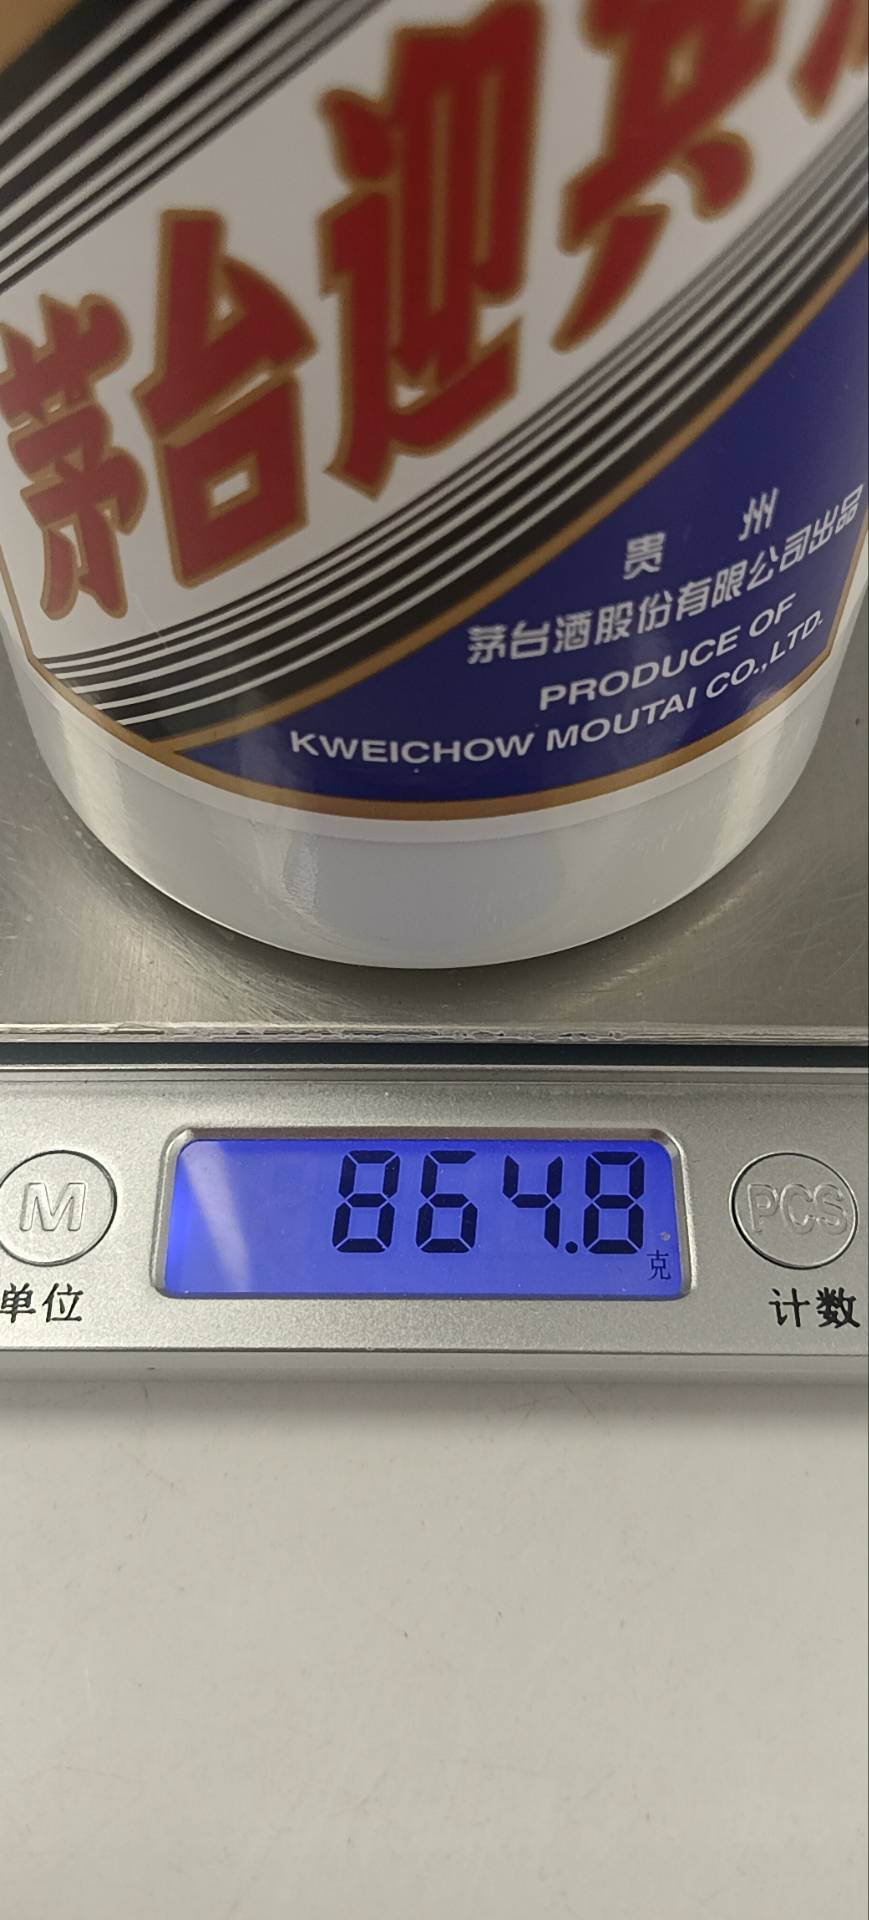 茅台迎宾
贵 州
茅台酒股份有限公司出品
PRODUCE OF
KWEICHOW MOUTAI CO.,LTD.
864.8
克
M
单位
PCS
计数